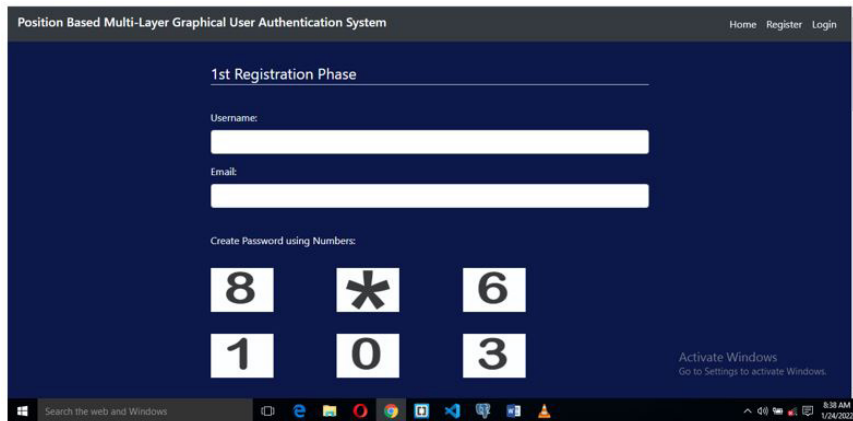 Position Based Multi-Layer Graphical User Authentication System
Home Register Login
1st Registration Phase
Username:
Email:
Create Password using Numbers:
8 * 6
1 0 3
Activate Windows
Go to Settings to activate Windows.
Search the web and Windows
8:38 AM
1/24/2022